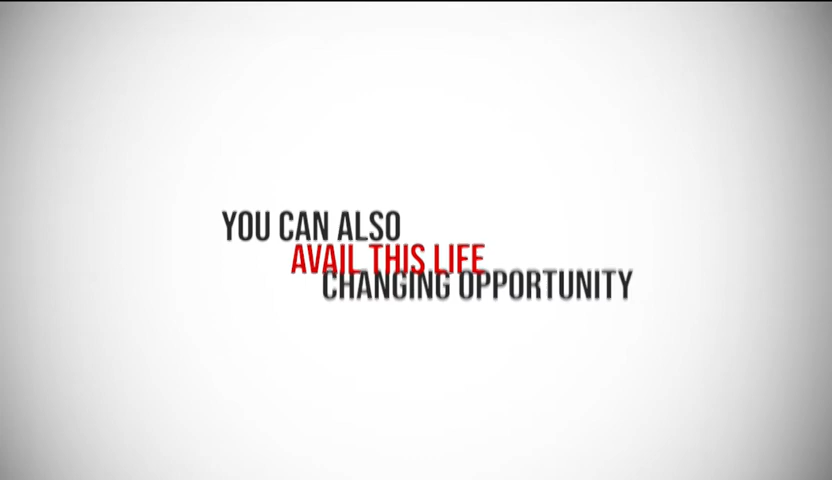 YOU CAN ALSO
AVAIL THIS LIFE
CHANGING OPPORTUNITY